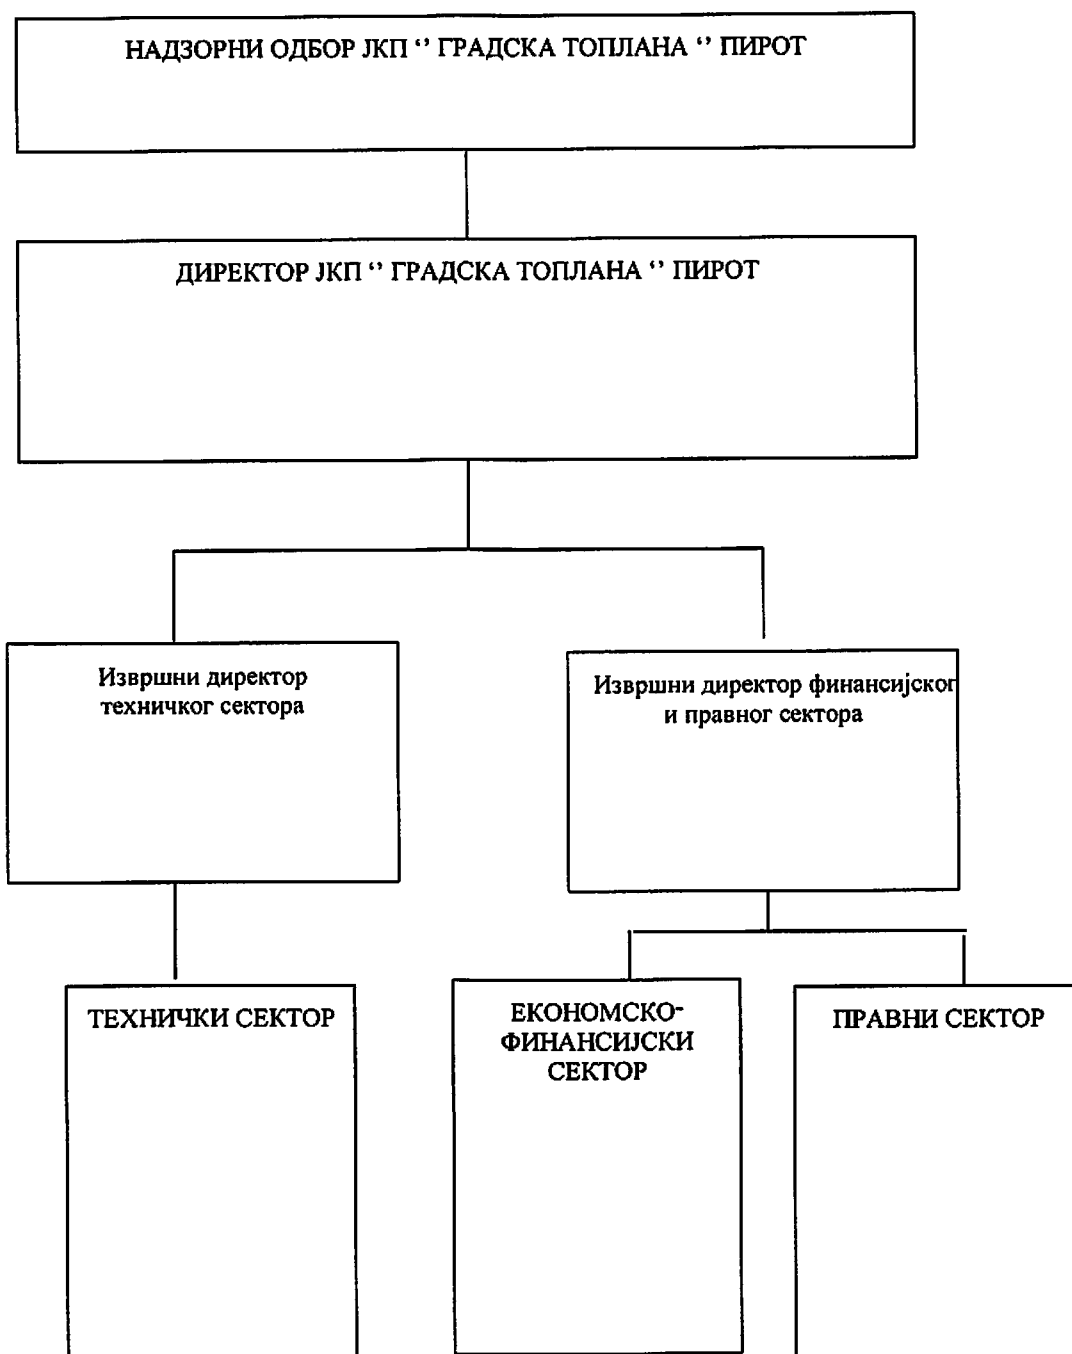 НАДЗОРНИ ОДБОР ЈКП ‘’ ГРАДСКА ТОПЛАНА ‘’ ПИРОТ
ДИРЕКТОР ЈКП ‘’ ГРАДСКА ТОПЛАНА ‘’ ПИРОТ
Извршни директор
техничког сектора
Извршни директор финансијског
и правног сектора
ТЕХНИЧКИ СЕКТОР
ЕКОНОМСКО-
ФИНАНСИЈСКИ
СЕКТОР
ПРАВНИ СЕКТОР